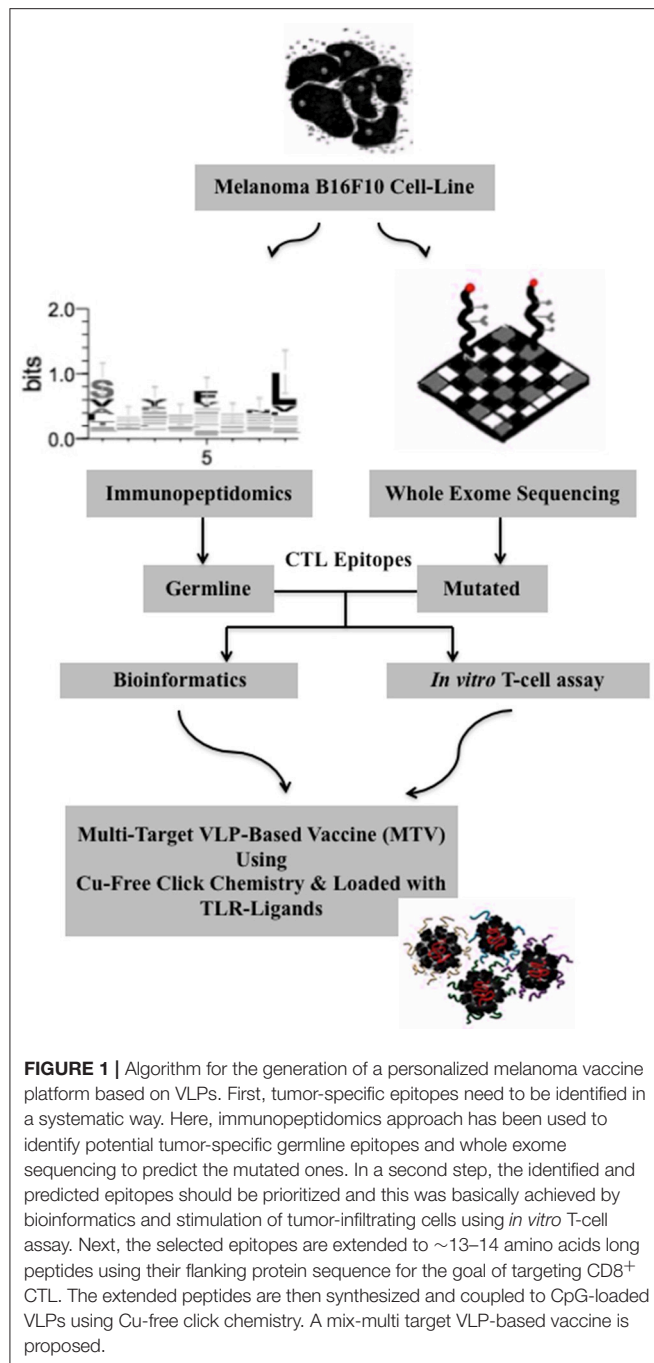 Melanoma B16F10 Cell-Line
2.0
bits
1.0
0.0
S
E
L
5
Immunopeptidomics
Whole Exome Sequencing
CTL Epitopes
Germline
Mutated
Bioinformatics
In vitro T-cell assay
Multi-Target VLP-Based Vaccine (MTV)
Using
Cu-Free Click Chemistry & Loaded with
TLR-Ligands
FIGURE 1 | Algorithm for the generation of a personalized melanoma vaccine
platform based on VLPs. First, tumor-specific epitopes need to be identified in
a systematic way. Here, immunopeptidomics approach has been used to
identify potential tumor-specific germline epitopes and whole exome
sequencing to predict the mutated ones. In a second step, the identified and
predicted epitopes should be prioritized and this was basically achieved by
bioinformatics and stimulation of tumor-infiltrating cells using in vitro T-cell
assay. Next, the selected epitopes are extended to ∼13–14 amino acids long
peptides using their flanking protein sequence for the goal of targeting CD8+
CTL. The extended peptides are then synthesized and coupled to CpG-loaded
VLPs using Cu-free click chemistry. A mix-multi target VLP-based vaccine is
proposed.